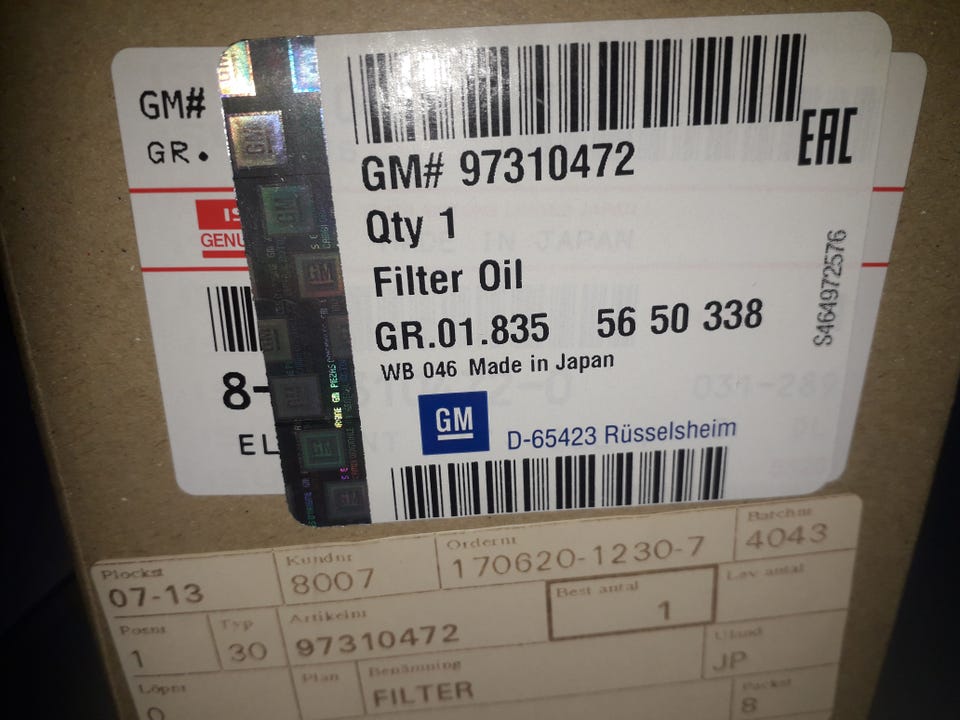 GM#
GR.
GENU
8-
EL
GM# 97310472
EAC
Qty 1
Filter Oil
GR.01.835 56 50 338
WB 046 Made in Japan
GM
D-65423 Rüsselsheim
S464972576
Plockst
07-13
Kundnr
8007
Ordernr
170620-1230-7
Batchnr
4043
Posnr
1
Typ
30
Artikelnr
97310472
Best antal
1
Lev antal
Löpnr
0
Plan
Benämning
FILTER
Uland
JP
Packst
8